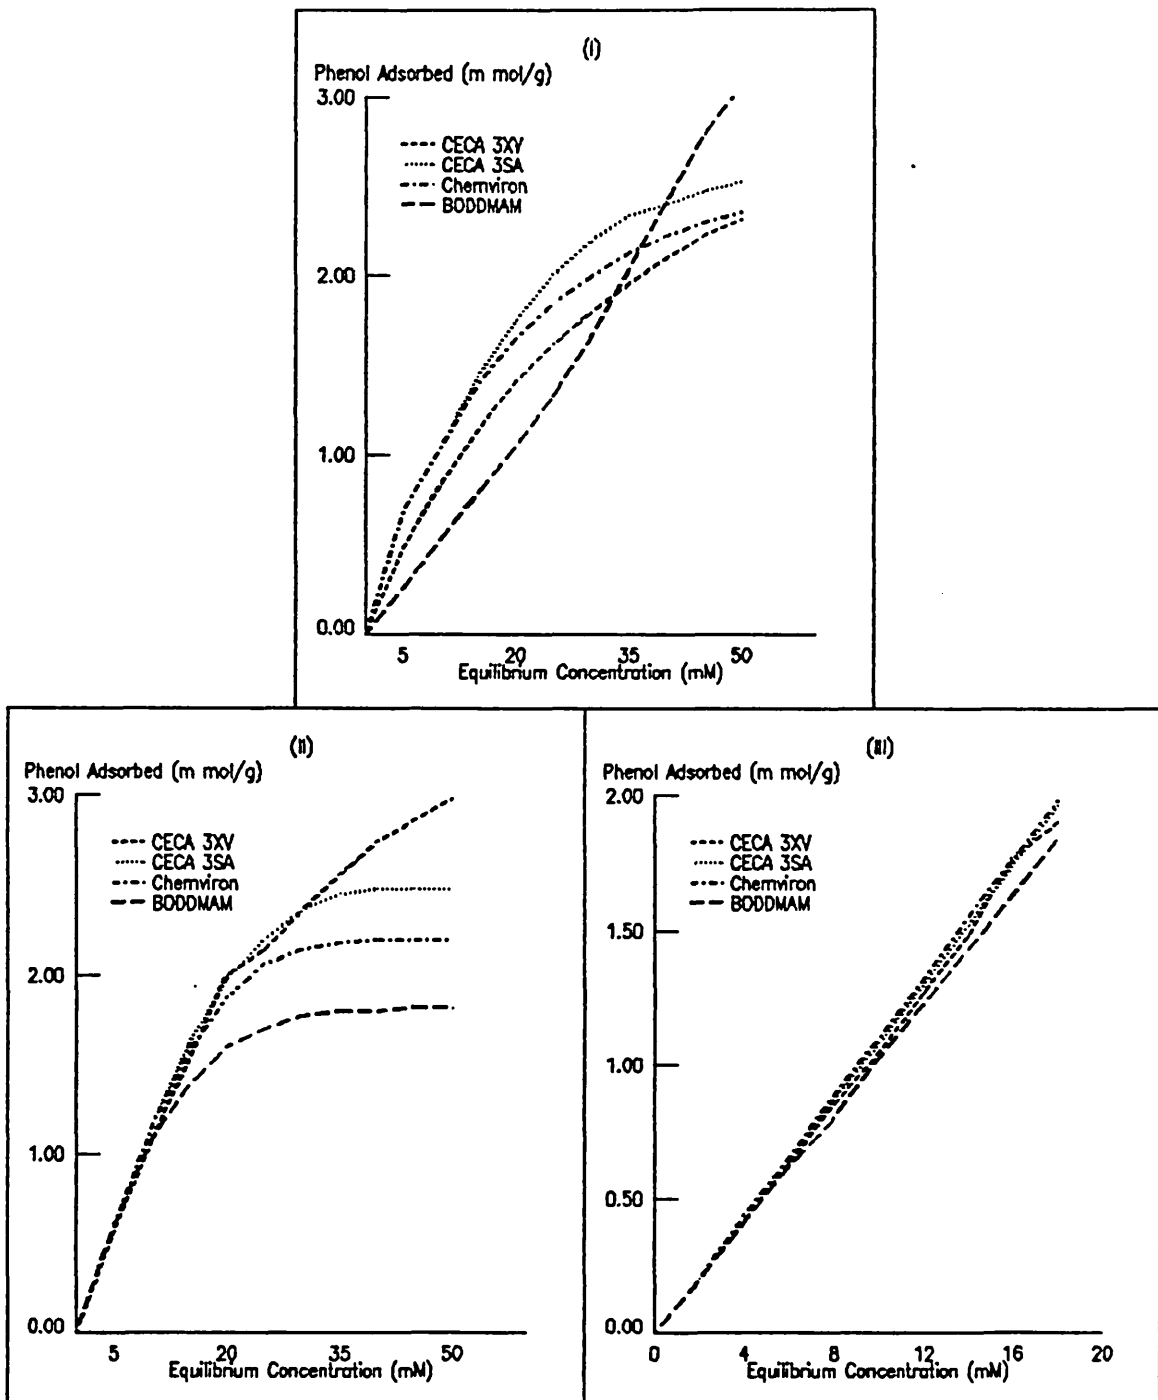 (I)
Phenol Adsorbed (m mol/g)
3.00
CECA 3XV
CECA 3SA
Chemviron
BODDMAM
2.00
1.00
0.00
5 20 35 50
Equilibrium Concentration (mM)
(II)
Phenol Adsorbed (m mol/g)
3.00
CECA 3XV
CECA 3SA
Chemviron
BODDMAM
2.00
1.00
0.00
5 20 35 50
Equilibrium Concentration (mM)
(III)
Phenol Adsorbed (m mol/g)
2.00
CECA 3XV
CECA 3SA
Chemviron
BODDMAM
1.50
1.00
0.50
0.00
0 4 8 12 16 20
Equilibrium Concentration (mM)